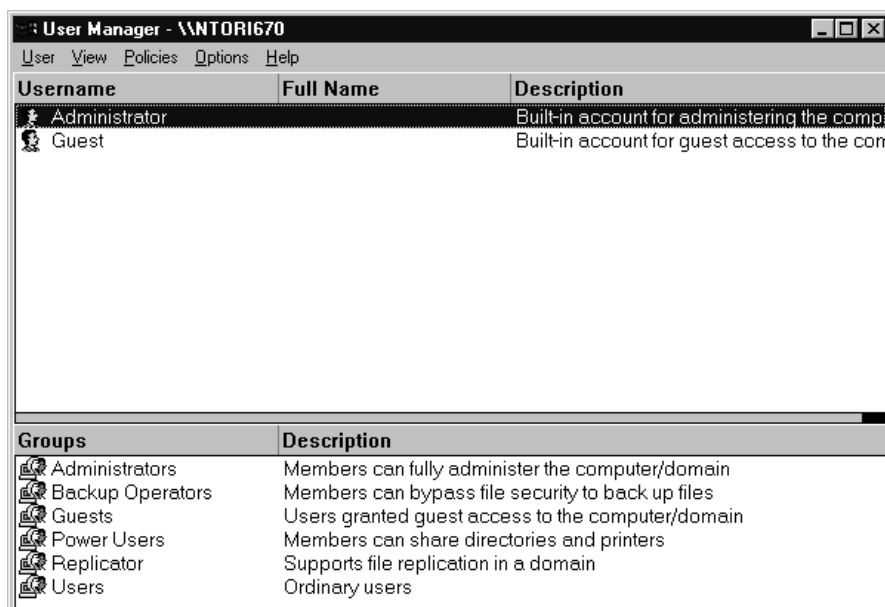 User Manager - \\NTORI670
User View Policies Options Help
Username Full Name Description
Administrator Built-in account for administering the comp
Guest Built-in account for guest access to the com
Groups Description
Administrators Members can fully administer the computer/domain
Backup Operators Members can bypass file security to back up files
Guests Users granted guest access to the computer/domain
Power Users Members can share directories and printers
Replicator Supports file replication in a domain
Users Ordinary users